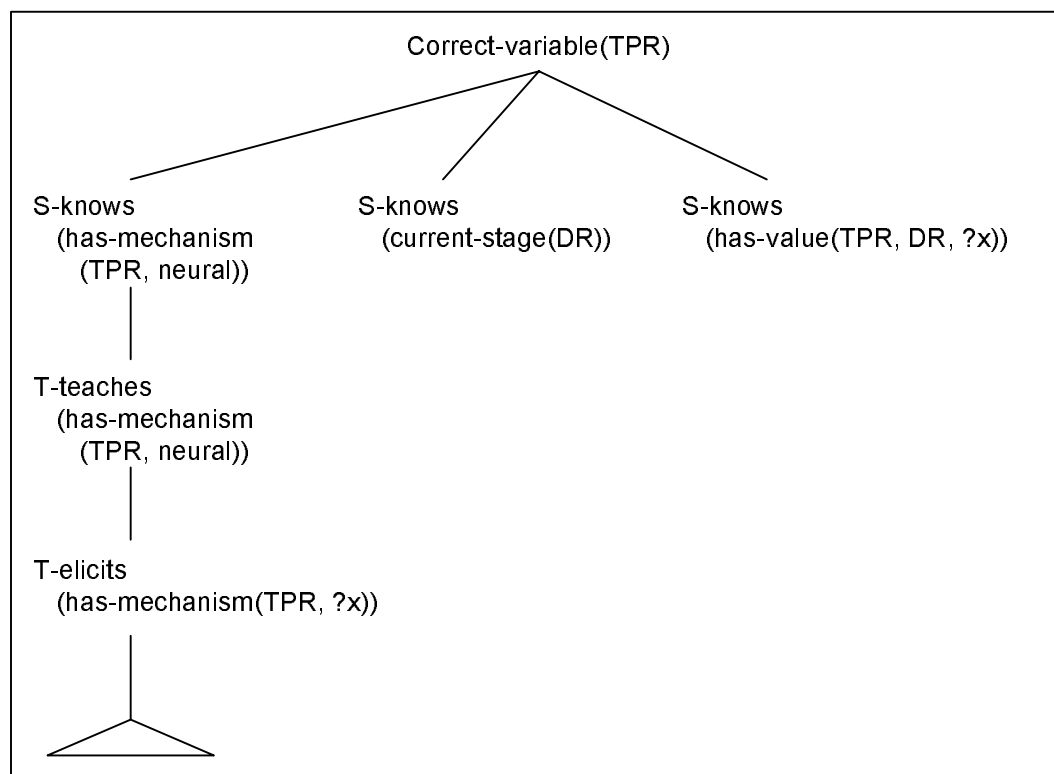 Correct-variable(TPR)
S-knows
(has-mechanism
(TPR, neural))
S-knows
(current-stage(DR))
S-knows
(has-value(TPR, DR, ?x))
T-teaches
(has-mechanism
(TPR, neural))
T-elicits
(has-mechanism(TPR, ?x))